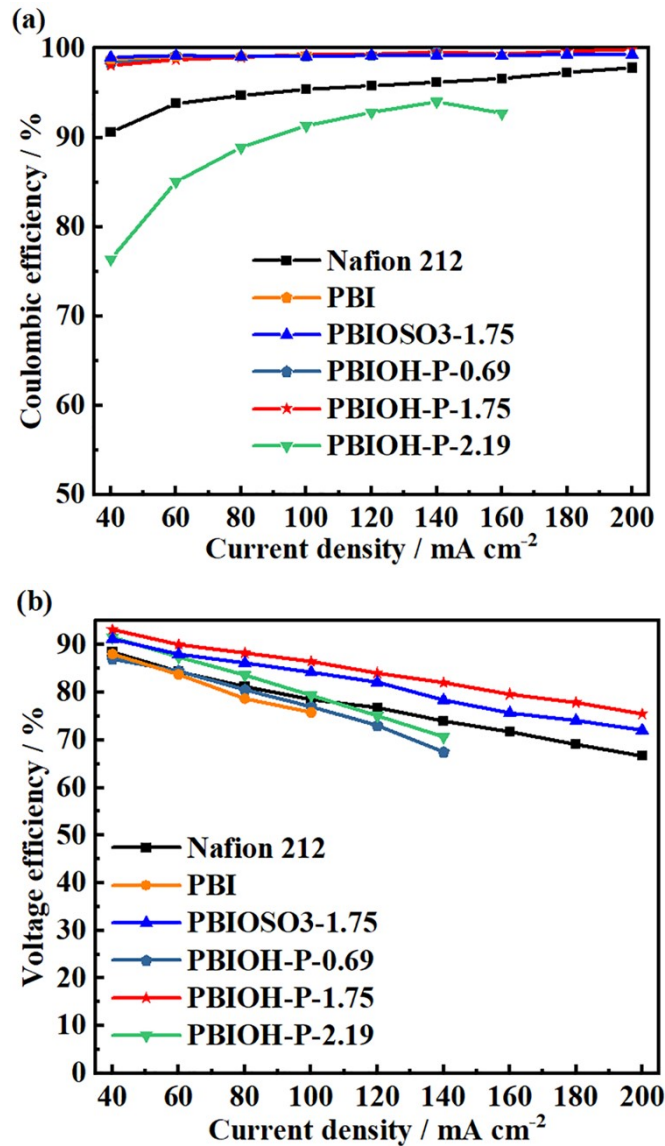 (a)
100
90
80
70
60
50
Coulombic efficiency / %
Nafion 212
PBI
PBIOSO3-1.75
PBIOH-P-0.69
PBIOH-P-1.75
PBIOH-P-2.19
40 60 80 100 120 140 160 180 200
Current density / mA cm⁻²
(b)
90
80
70
60
50
40
30
20
10
0
Voltage efficiency / %
Nafion 212
PBI
PBIOSO3-1.75
PBIOH-P-0.69
PBIOH-P-1.75
PBIOH-P-2.19
40 60 80 100 120 140 160 180 200
Current density / mA cm⁻²